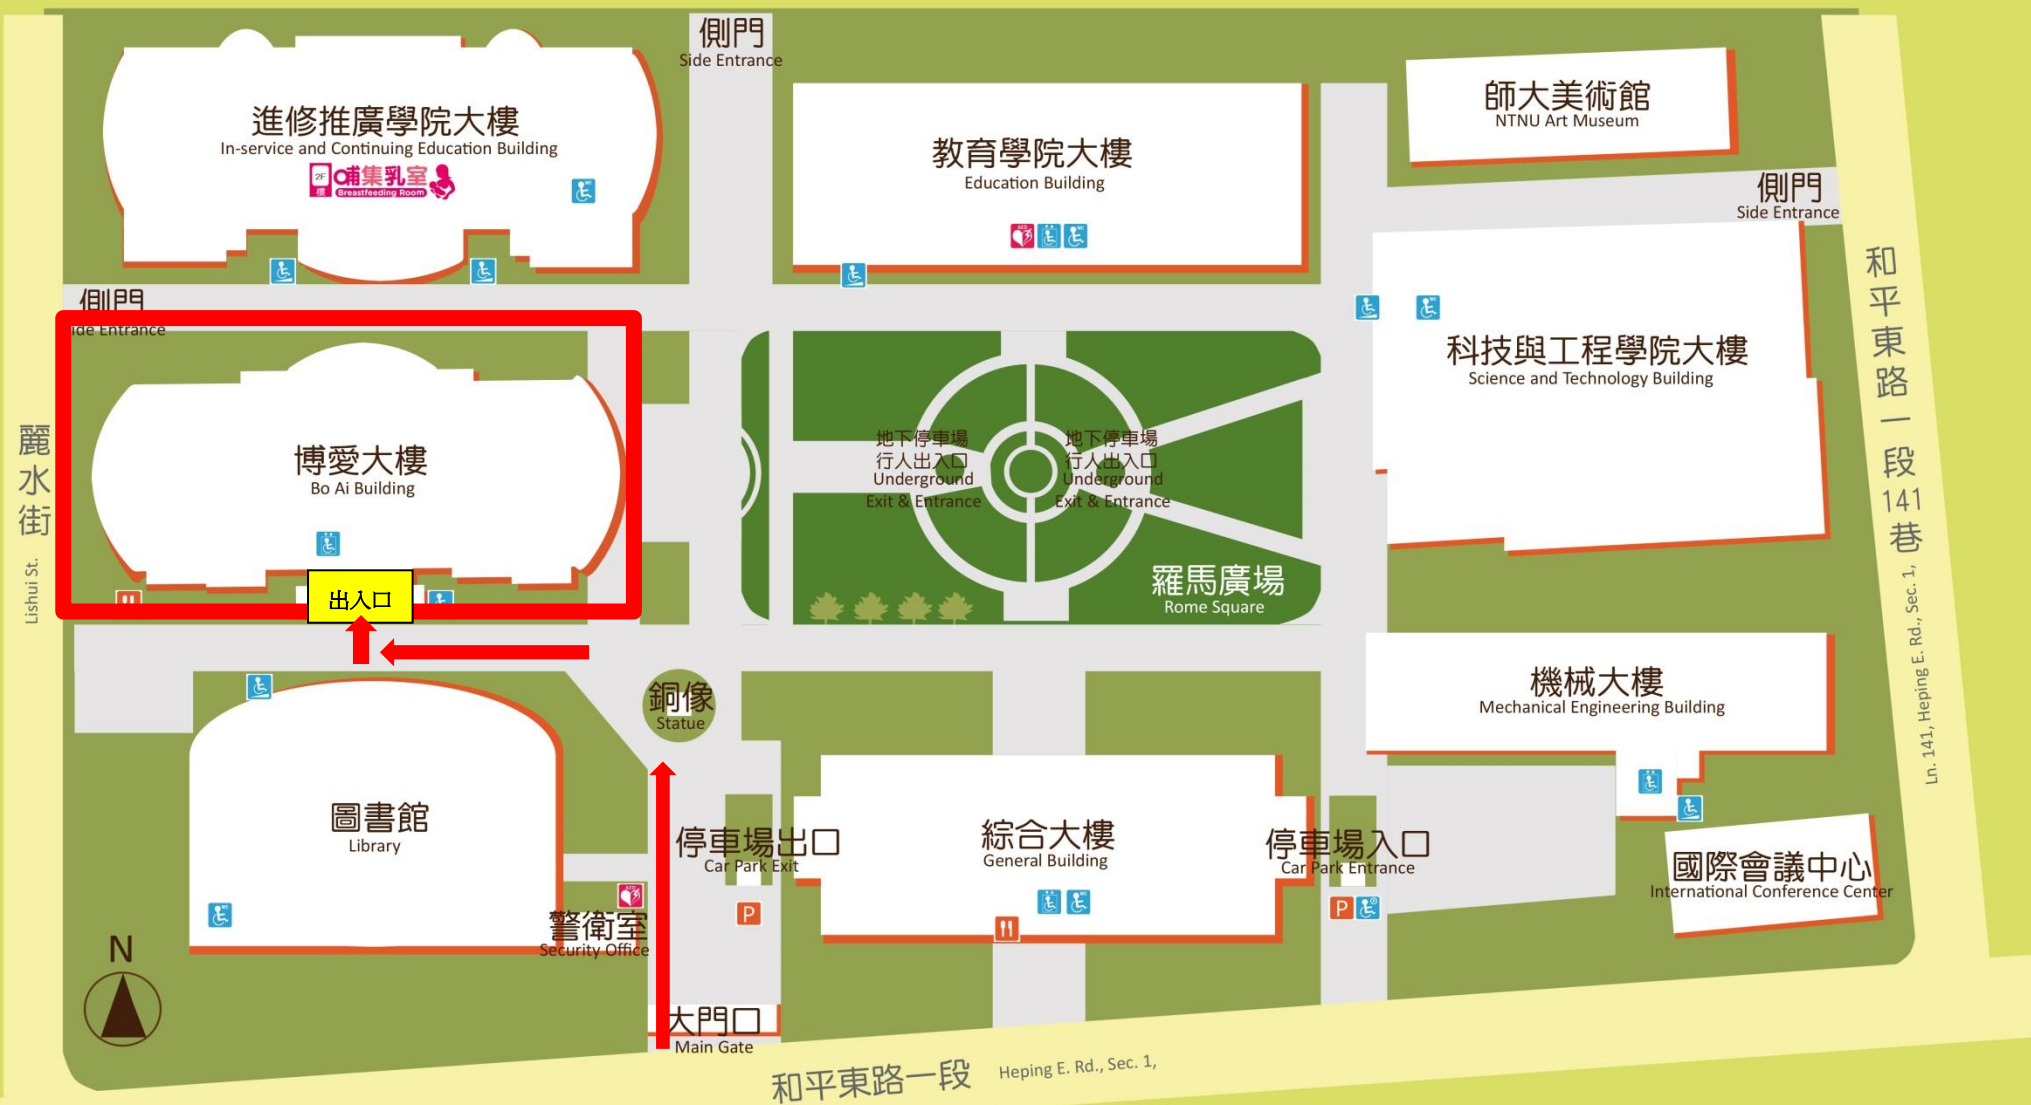 側門
Side Entrance
進修推廣學院大樓
In-service and Continuing Education Building
2F
樓
哺集乳室
Breastfeeding Room
教育學院大樓
Education Building
AED
師大美術館
NTNU Art Museum
側門
Side Entrance
側門
ide Entrance
博愛大樓
Bo Ai Building
出入口
麗水街
Lishui St.
地下停車場
行人出入口
Underground
Exit & Entrance
地下停車場
行人出入口
Underground
Exit & Entrance
羅馬廣場
Rome Square
科技與工程學院大樓
Science and Technology Building
和平東路一段141巷
Ln. 141, Heping E. Rd., Sec. 1,
銅像
Statue
機械大樓
Mechanical Engineering Building
圖書館
Library
停車場出口
Car Park Exit
P
綜合大樓
General Building
停車場入口
Car Park Entrance
P
國際會議中心
International Conference Center
AED
警衛室
Security Office
N
大門口
Main Gate
和平東路一段
Heping E. Rd., Sec. 1,